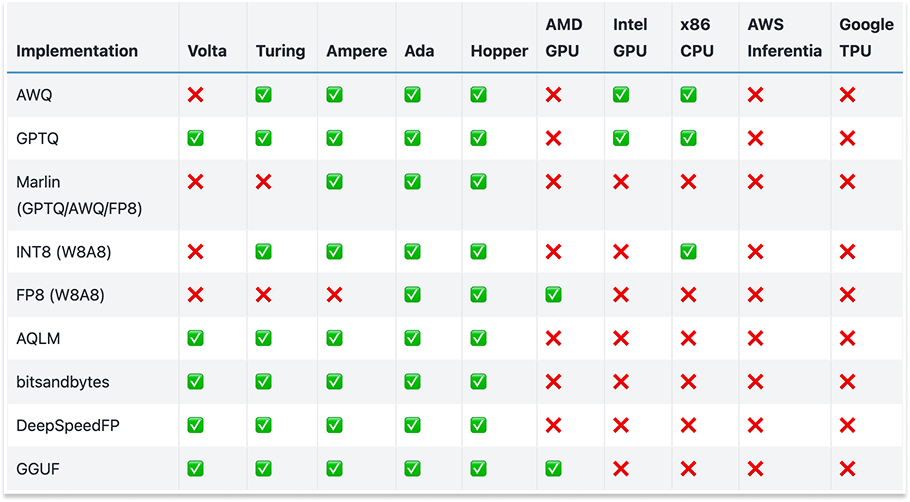 Implementation Volta Turing Ampere Ada Hopper AMD GPU Intel GPU x86 CPU AWS Inferentia Google TPU
AWQ ❌ ✅ ✅ ✅ ✅ ❌ ✅ ✅ ❌ ❌
GPTQ ✅ ✅ ✅ ✅ ✅ ❌ ✅ ✅ ❌ ❌
Marlin (GPTQ/AWQ/FP8) ❌ ❌ ✅ ✅ ✅ ❌ ❌ ❌ ❌ ❌
INT8 (W8A8) ❌ ✅ ✅ ✅ ✅ ❌ ❌ ✅ ❌ ❌
FP8 (W8A8) ❌ ❌ ❌ ✅ ✅ ✅ ❌ ❌ ❌ ❌
AQLM ✅ ✅ ✅ ✅ ✅ ❌ ❌ ❌ ❌ ❌
bitsandbytes ✅ ✅ ✅ ✅ ✅ ❌ ❌ ❌ ❌ ❌
DeepSpeedFP ✅ ✅ ✅ ✅ ✅ ❌ ❌ ❌ ❌ ❌
GGUF ✅ ✅ ✅ ✅ ✅ ✅ ❌ ❌ ❌ ❌